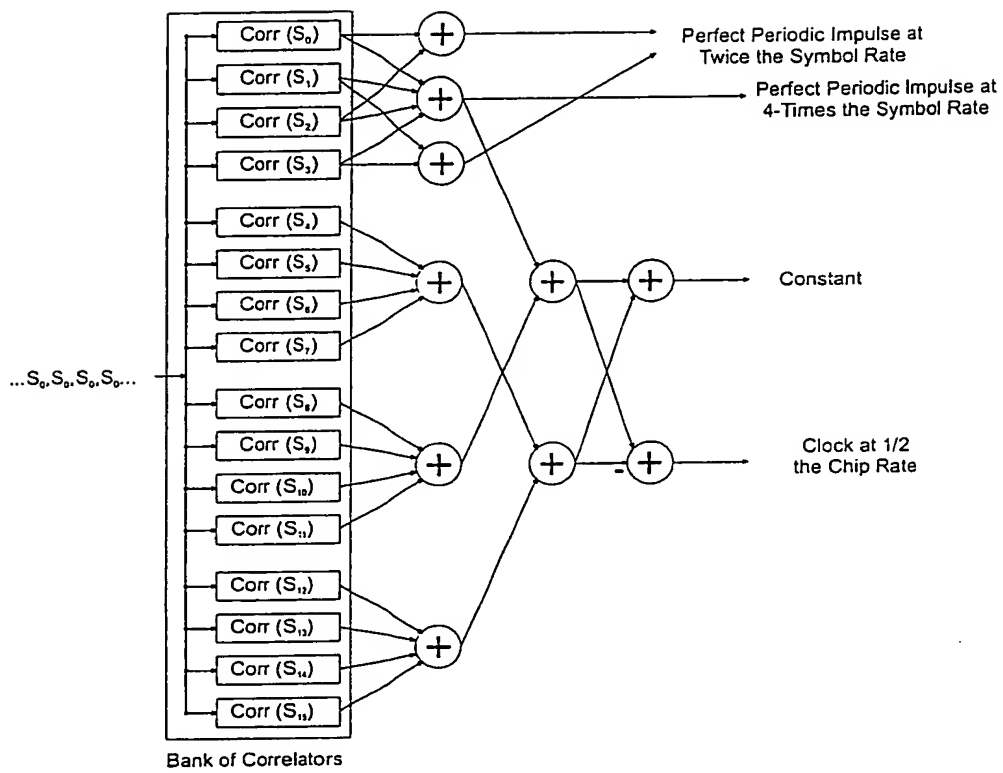 Corr (S₀)
Corr (S₁)
Corr (S₂)
Corr (S₃)
Corr (S₄)
Corr (S₅)
Corr (S₆)
Corr (S₇)
Corr (S₈)
Corr (S₉)
Corr (S₁₀)
Corr (S₁₁)
Corr (S₁₂)
Corr (S₁₃)
Corr (S₁₄)
Corr (S₁₅)
...S₀,S₀,S₀,S₀...
Bank of Correlators
+
+
+
+
+
+
+
+
+
- +
Perfect Periodic Impulse at
Twice the Symbol Rate
Perfect Periodic Impulse at
4-Times the Symbol Rate
Constant
Clock at 1/2
the Chip Rate